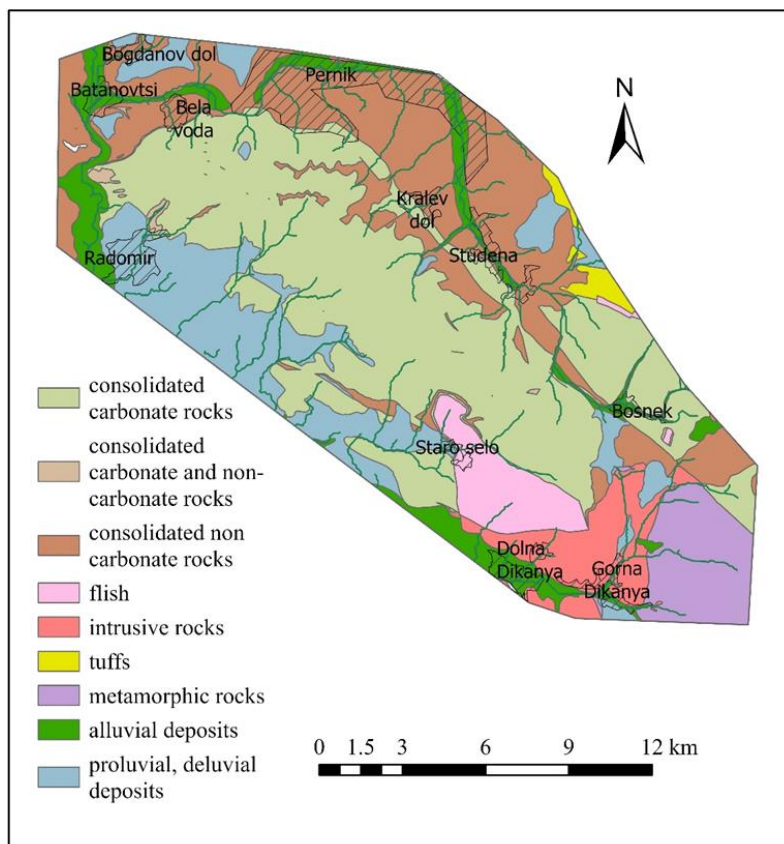 Bogdanov dol
Pernik
Batanovtsi
Bela
voda
N
Kralev
dol
Studena
Radomir
Bosnek
Staro selo
Dolna
Dikanya
Gorna
Dikanya
consolidated
carbonate rocks
consolidated
carbonate and non-
carbonate rocks
consolidated non
carbonate rocks
flish
intrusive rocks
tuffs
metamorphic rocks
alluvial deposits
proluvial, deluvial
deposits
0 1.5 3 6 9 12 km